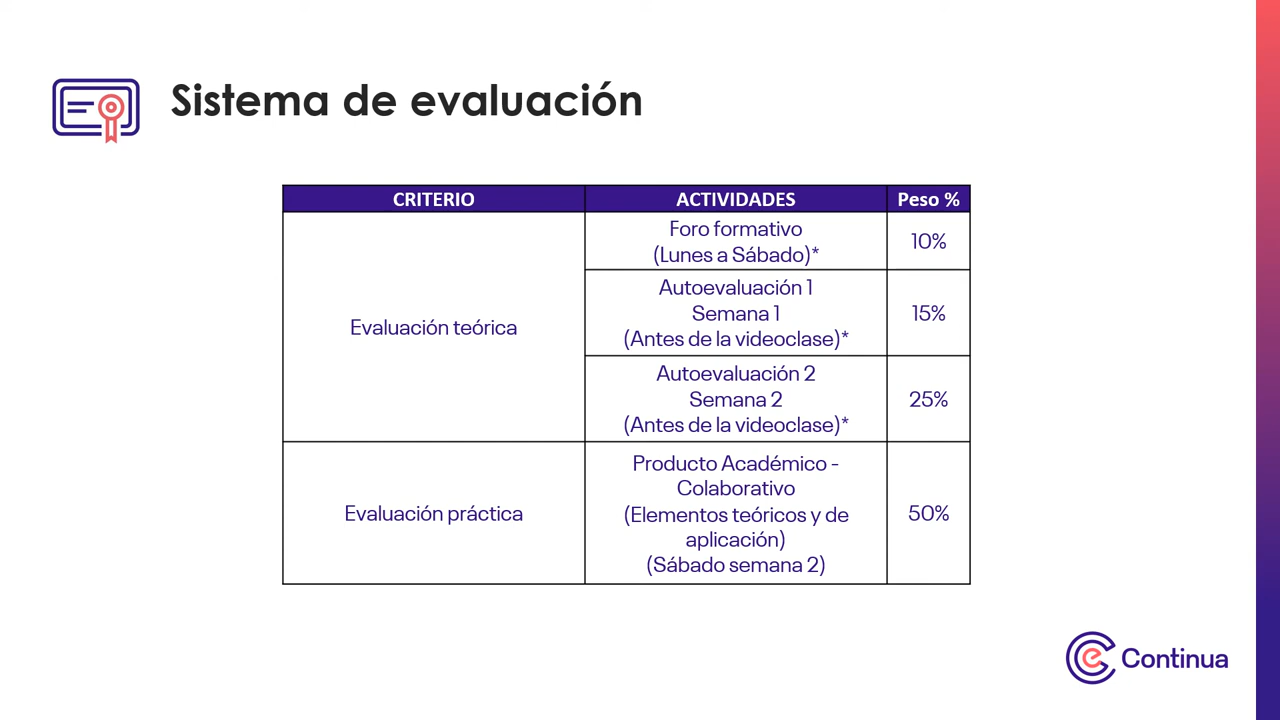 Sistema de evaluación
CRITERIO ACTIVIDADES Peso %
Evaluación teórica
Foro formativo
(Lunes a Sábado)*
10%
Autoevaluación 1
Semana 1
(Antes de la videoclase)*
15%
Autoevaluación 2
Semana 2
(Antes de la videoclase)*
25%
Evaluación práctica
Producto Académico -
Colaborativo
(Elementos teóricos y de
aplicación)
(Sábado semana 2)
50%
Continua